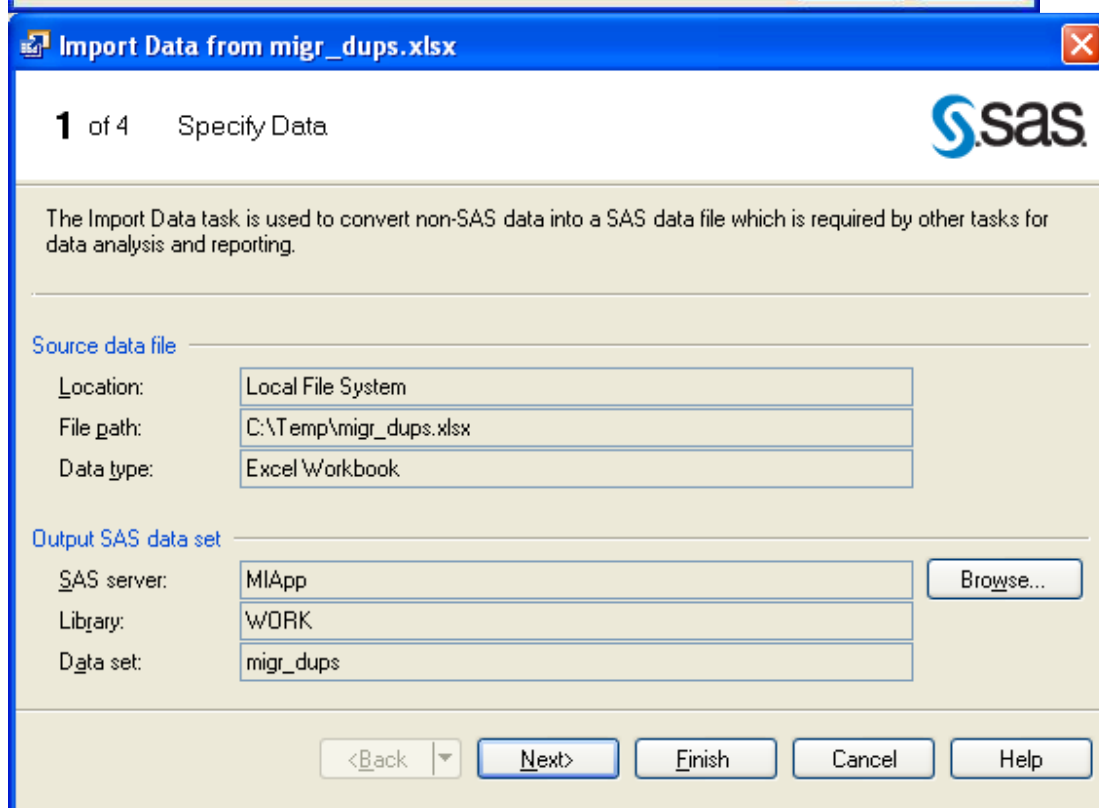 Import Data from migr_dups.xlsx
1 of 4 Specify Data
sas
The Import Data task is used to convert non-SAS data into a SAS data file which is required by other tasks for
data analysis and reporting.
Source data file
Location: Local File System
File path: C:\Temp\migr_dups.xlsx
Data type: Excel Workbook
Output SAS data set
SAS server: MIApp Browse...
Library: WORK
Data set: migr_dups
<Back Next> Finish Cancel Help